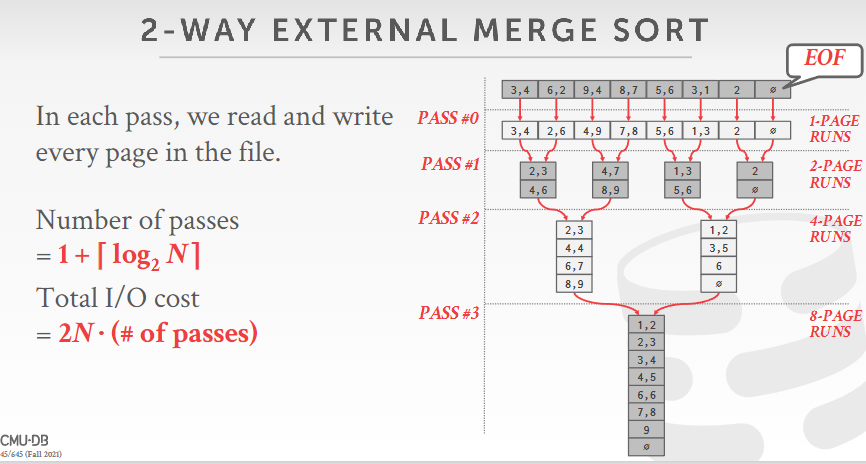 2-WAY EXTERNAL MERGE SORT
EOF
In each pass, we read and write
every page in the file.
Number of passes
= 1 + ⌈ log₂ N ⌉
Total I/O cost
= 2N · (# of passes)
3,4 6,2 9,4 8,7 5,6 3,1 2 ∅
PASS #0
1-PAGE
RUNS
3,4 2,6 4,9 7,8 5,6 1,3 2 ∅
PASS #1
2-PAGE
RUNS
2,3 4,7 1,3 2
4,6 8,9 5,6 ∅
PASS #2
4-PAGE
RUNS
2,3 1,2
4,4 3,5
6,7 6
8,9 ∅
PASS #3
8-PAGE
RUNS
1,2
2,3
3,4
4,5
6,6
7,8
9
∅
CMU-DB
45/645 (Fall 2021)